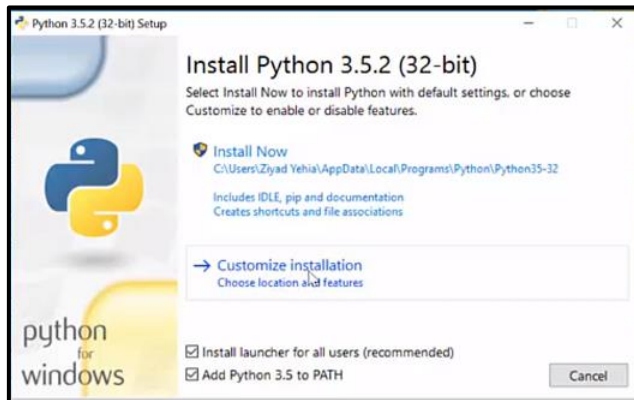 Python 3.5.2 (32-bit) Setup
Install Python 3.5.2 (32-bit)
Select Install Now to install Python with default settings, or choose
Customize to enable or disable features.
Install Now
C:\Users\Ziyad Yehia\AppData\Local\Programs\Python\Python35-32
Includes IDLE, pip and documentation
Creates shortcuts and file associations
Customize installation
Choose location and features
python
for
windows
Install launcher for all users (recommended)
Add Python 3.5 to PATH
Cancel